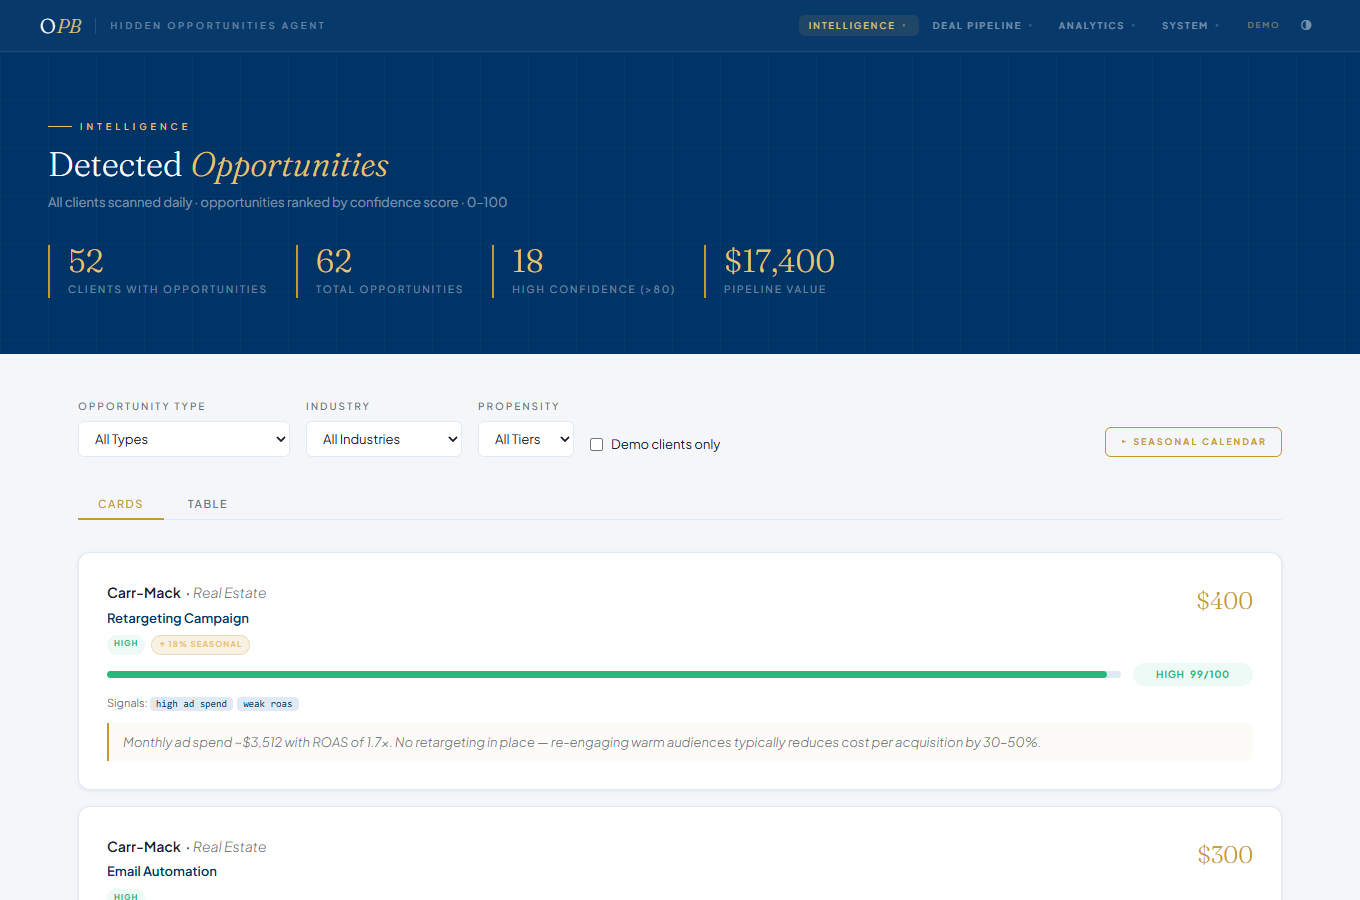 OPB HIDDEN OPPORTUNITIES AGENT INTELLIGENCE DEAL PIPELINE ANALYTICS SYSTEM DEMO
INTELLIGENCE
Detected Opportunities
All clients scanned daily · opportunities ranked by confidence score · 0–100
52 62 18 $17,400
CLIENTS WITH OPPORTUNITIES TOTAL OPPORTUNITIES HIGH CONFIDENCE (>80) PIPELINE VALUE
OPPORTUNITY TYPE INDUSTRY PROPENSITY
All Types All Industries All Tiers Demo clients only SEASONAL CALENDAR
CARDS TABLE
Carr-Mack · Real Estate
$400
Retargeting Campaign
HIGH ↑ 18% SEASONAL
HIGH 99/100
Signals: high ad spend weak roas
Monthly ad spend ~$3,512 with ROAS of 1.7×. No retargeting in place — re-engaging warm audiences typically reduces cost per acquisition by 30–50%.
Carr-Mack · Real Estate
$300
Email Automation
HIGH